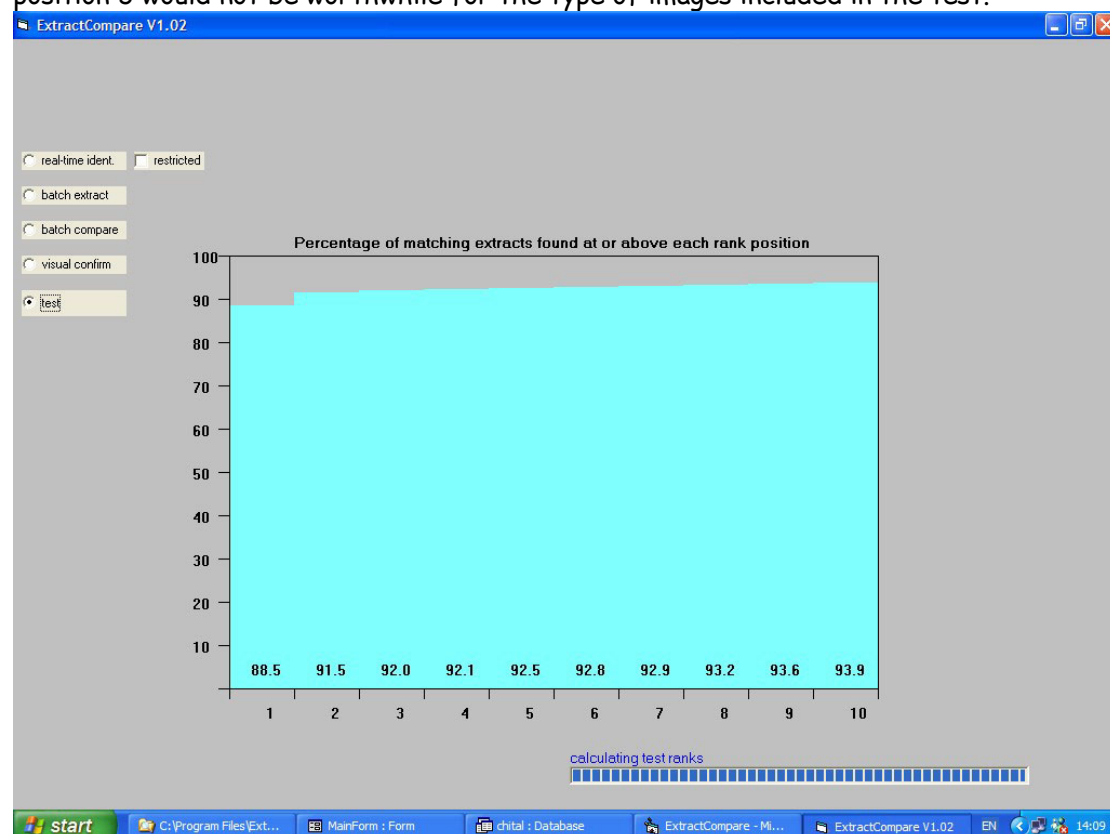 position 3 would not be worthwhile for the type of images included in the test.
ExtractCompare V1.02
real-time ident. restricted
batch extract
batch compare
visual confirm
test
Percentage of matching extracts found at or above each rank position
100
90
80
70
60
50
40
30
20
10
88.5 91.5 92.0 92.1 92.5 92.8 92.9 93.2 93.6 93.9
1 2 3 4 5 6 7 8 9 10
calculating test ranks
start C:\Program Files\Ext... MainForm : Form chital : Database ExtractCompare - Mi... ExtractCompare V1.02 EN 14:09